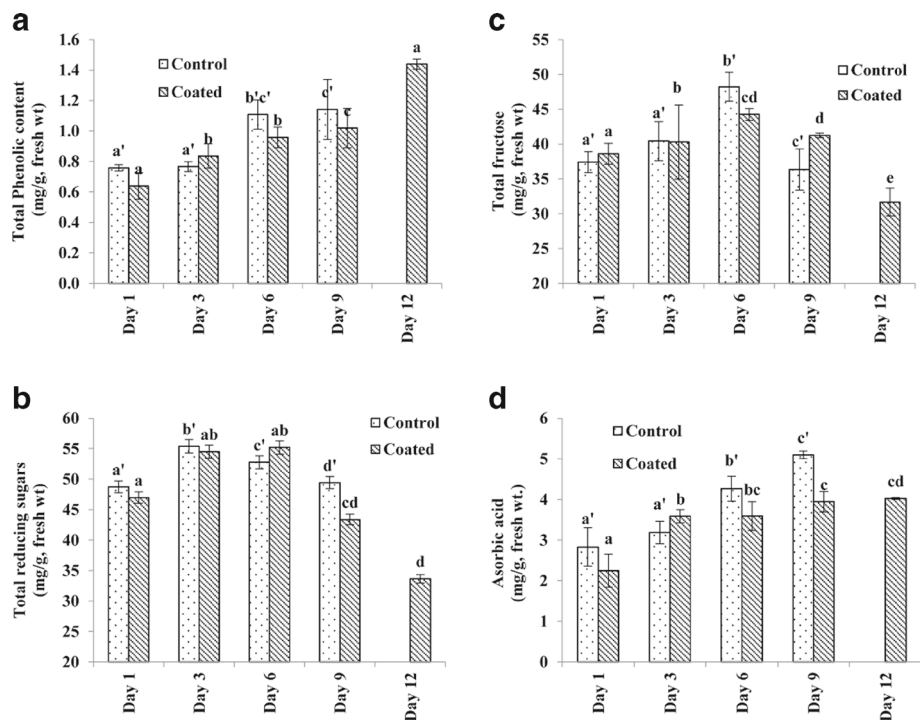 a
Total Phenolic content
(mg/g, fresh wt)
1.6
1.4
1.2
1.0
0.8
0.6
0.4
0.2
0.0
Control
Coated
a' a
a' b
b'c' b
c' c
a
Day 1
Day 3
Day 6
Day 9
Day 12
b
Total reducing sugars
(mg/g, fresh wt)
60
55
50
45
40
35
30
25
20
Control
Coated
a' a
b' ab
c' ab
d' cd
d
Day 1
Day 3
Day 6
Day 9
Day 12
c
Total fructose
(mg/g, fresh wt)
55
50
45
40
35
30
25
20
Control
Coated
a' a
a' b
b' cd
c' d
e
Day 1
Day 3
Day 6
Day 9
Day 12
d
Asorbic acid
(mg/g, fresh wt.)
6
5
4
3
2
1
0
Control
Coated
a' a
a' b
b' bc
c' c
cd
Day 1
Day 3
Day 6
Day 9
Day 12